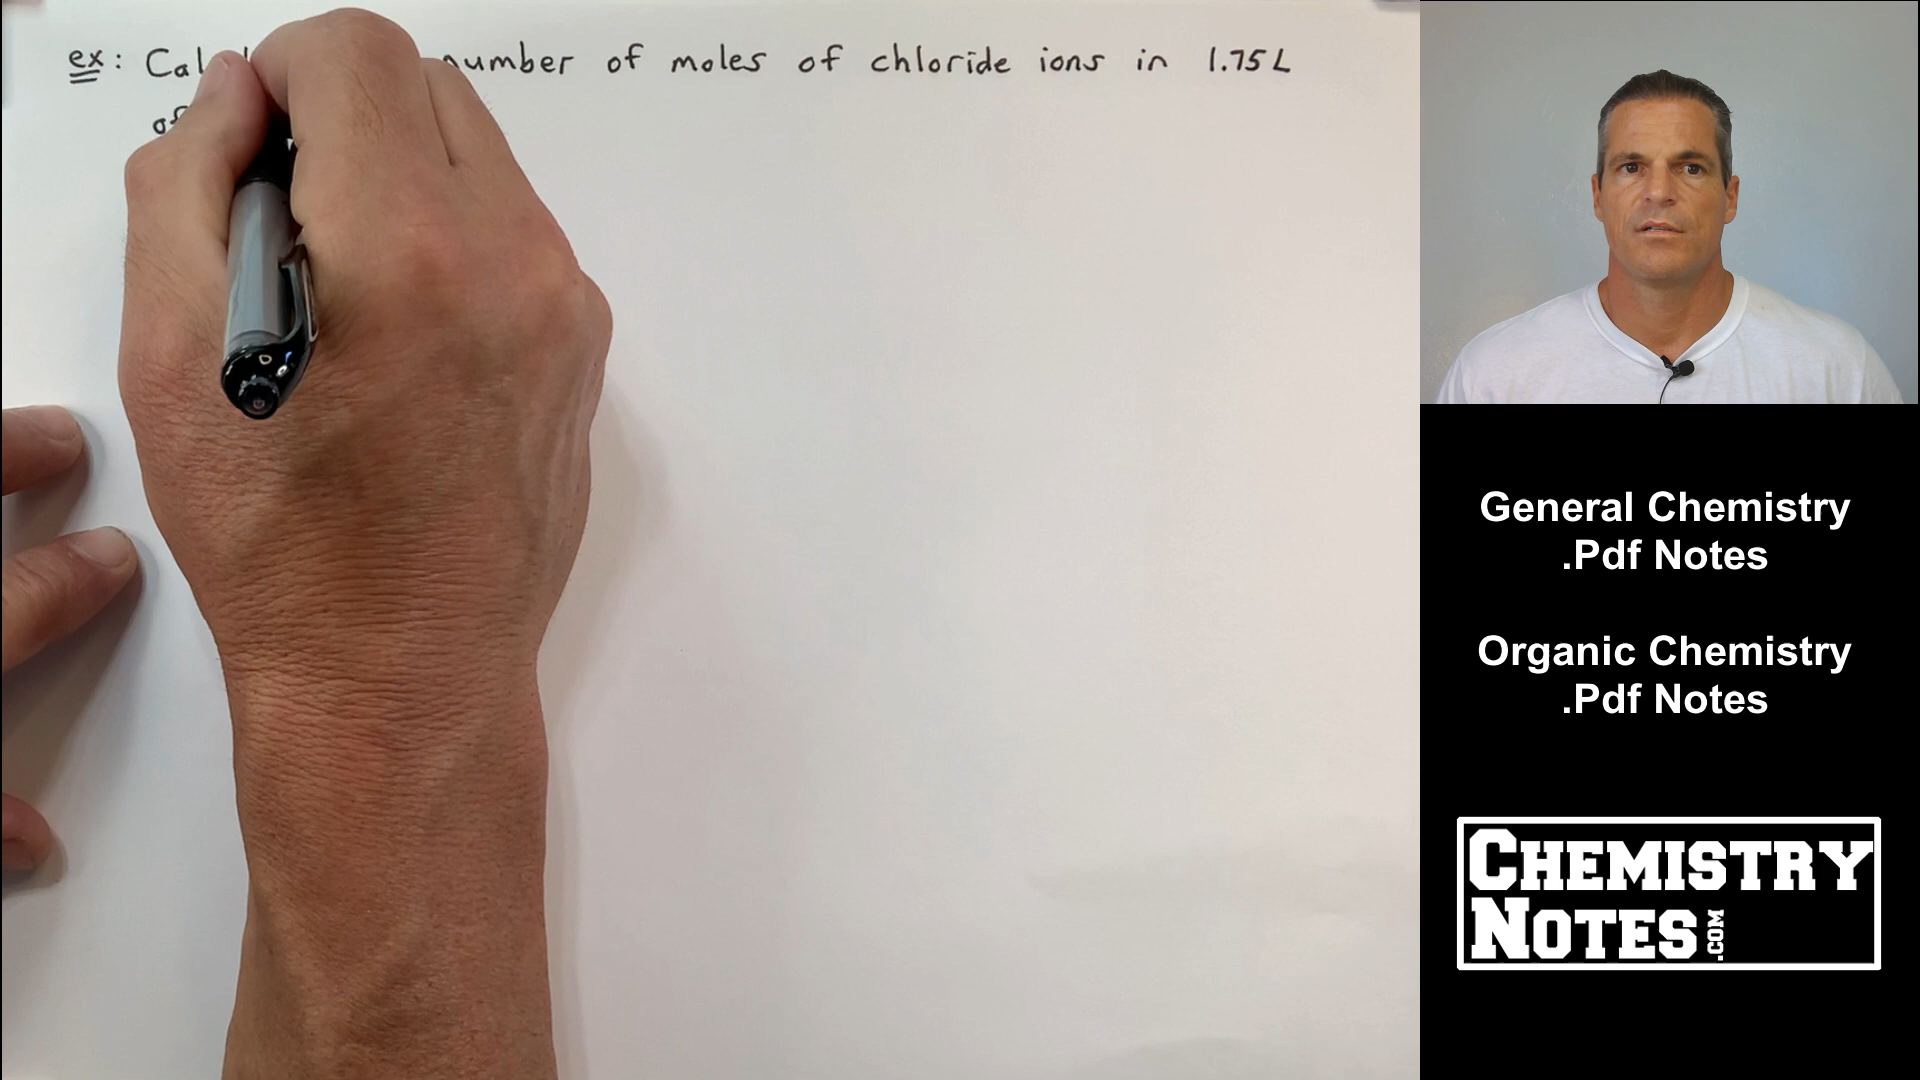 ex: Cal number of moles of chloride ions in 1.75 L
of
General Chemistry
.Pdf Notes
Organic Chemistry
.Pdf Notes
CHEMISTRY
NOTES.COM